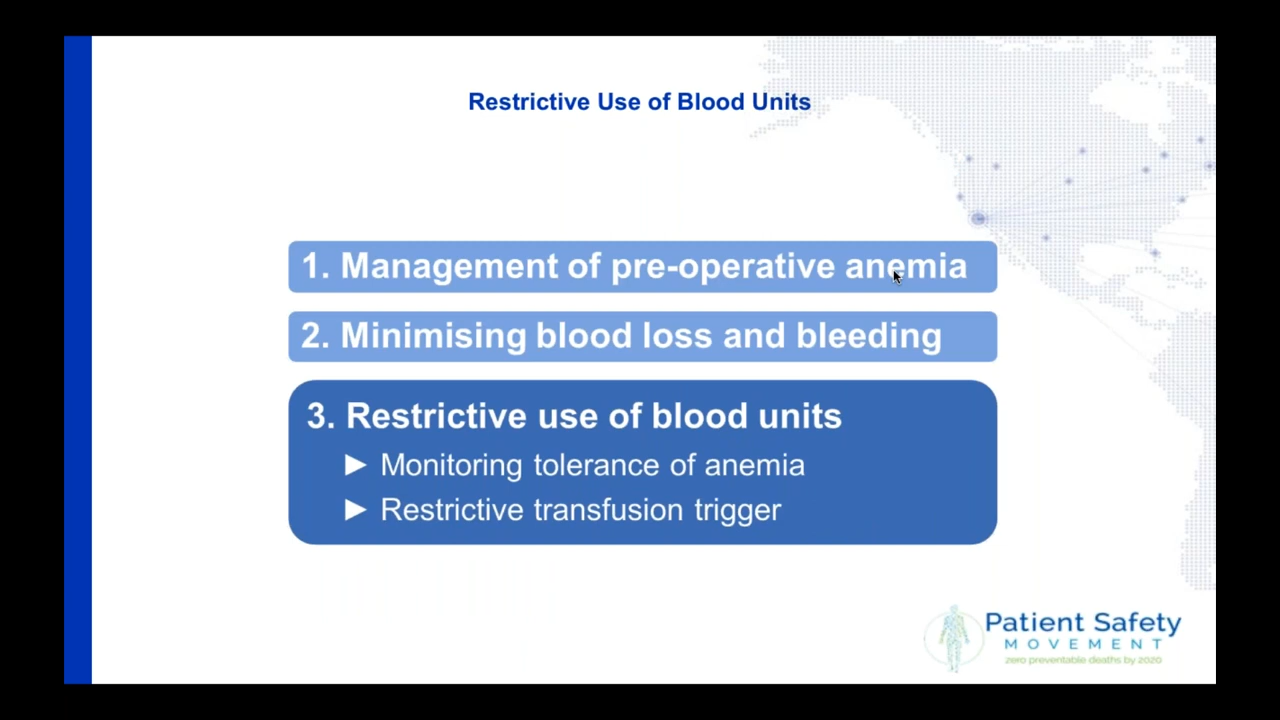 Restrictive Use of Blood Units
1. Management of pre-operative anemia
2. Minimising blood loss and bleeding
3. Restrictive use of blood units
► Monitoring tolerance of anemia
► Restrictive transfusion trigger
Patient Safety
MOVEMENT
zero preventable deaths by 2020